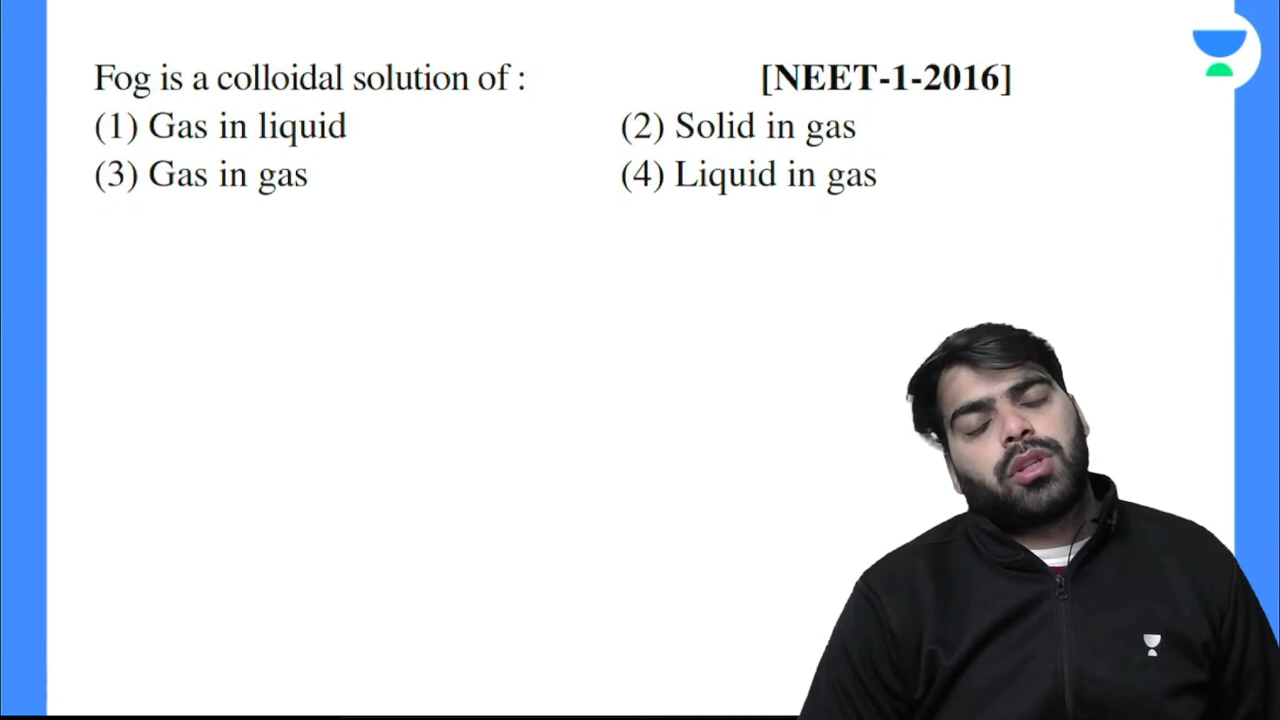 Fog is a colloidal solution of : [NEET-1-2016]
(1) Gas in liquid (2) Solid in gas
(3) Gas in gas (4) Liquid in gas